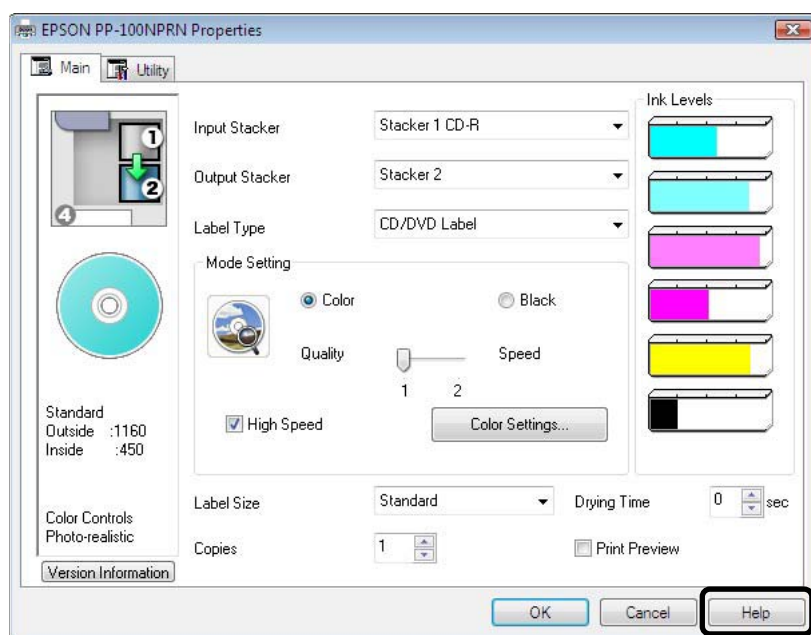 EPSON PP-100NPRN Properties
Main
Utility
1
2
4
Standard
Outside :1160
Inside :450
Color Controls
Photo-realistic
Version Information
Input Stacker
Stacker 1 CD-R
Output Stacker
Stacker 2
Label Type
CD/DVD Label
Mode Setting
Color
Black
Quality
Speed
1 2
High Speed
Color Settings...
Label Size
Standard
Drying Time
0
sec
Copies
1
Print Preview
Ink Levels
OK
Cancel
Help